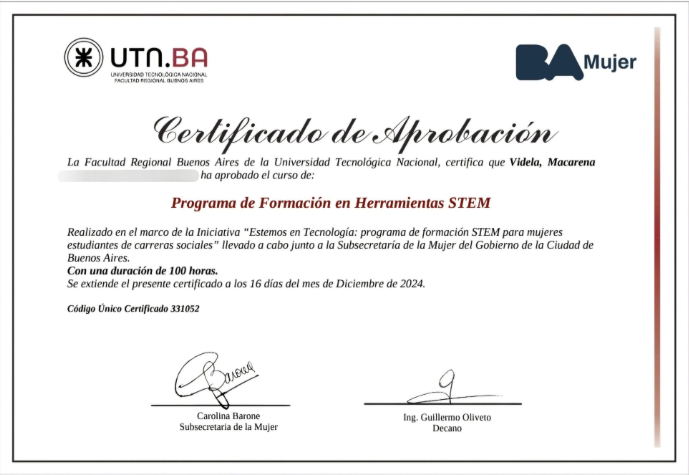 UTN.BA
UNIVERSIDAD TECNOLÓGICA NACIONAL
FACULTAD REGIONAL BUENOS AIRES
BA Mujer
Certificado de Aprobación
La Facultad Regional Buenos Aires de la Universidad Tecnológica Nacional, certifica que Videla, Macarena
ha aprobado el curso de:
Programa de Formación en Herramientas STEM
Realizado en el marco de la Iniciativa “Estemos en Tecnología: programa de formación STEM para mujeres
estudiantes de carreras sociales” llevado a cabo junto a la Subsecretaría de la Mujer del Gobierno de la Ciudad de
Buenos Aires.
Con una duración de 100 horas.
Se extiende el presente certificado a los 16 días del mes de Diciembre de 2024.
Código Único Certificado 331052
Barone
Carolina Barone
Subsecretaria de la Mujer
Ing. Guillermo Oliveto
Decano